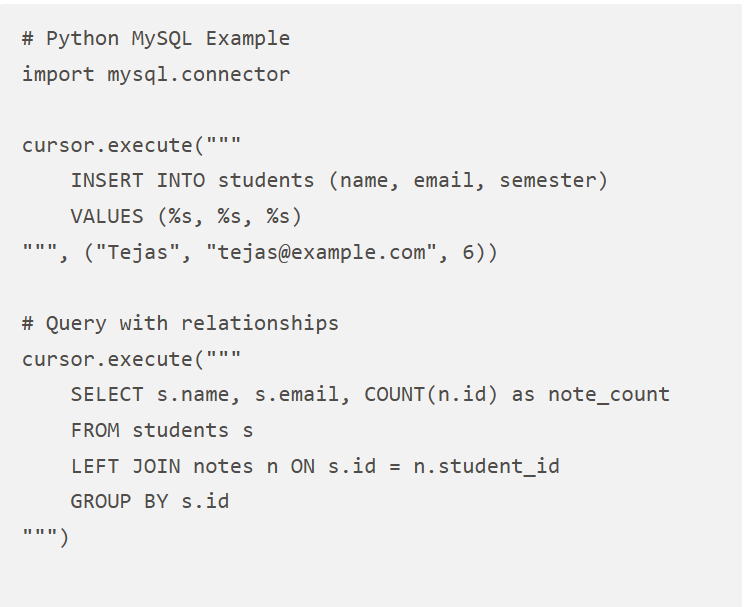 # Python MySQL Example
import mysql.connector

cursor.execute("""
    INSERT INTO students (name, email, semester)
    VALUES (%s, %s, %s)
""", ("Tejas", "tejas@example.com", 6))

# Query with relationships
cursor.execute("""
    SELECT s.name, s.email, COUNT(n.id) as note_count
    FROM students s
    LEFT JOIN notes n ON s.id = n.student_id
    GROUP BY s.id
""")